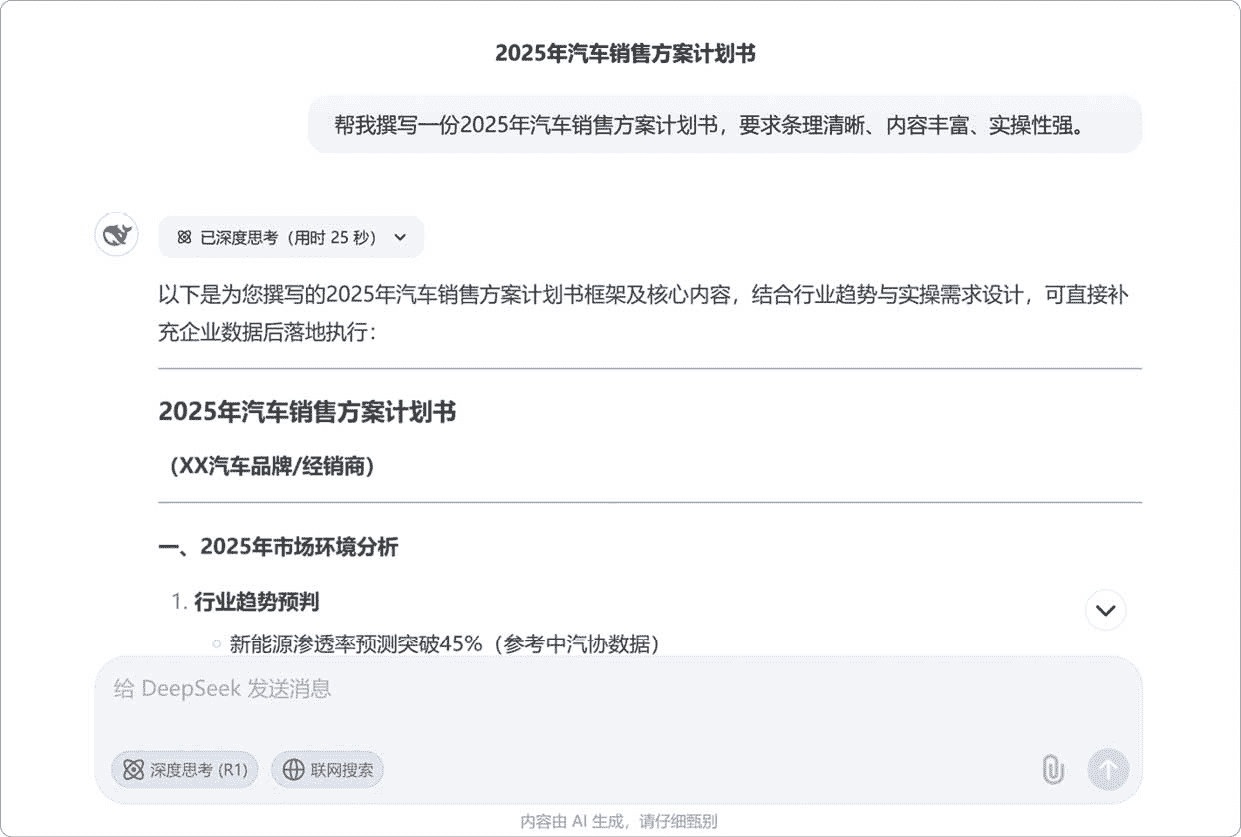 2025年汽车销售方案计划书
帮我撰写一份2025年汽车销售方案计划书，要求条理清晰、内容丰富、实操性强。
已深度思考（用时 25 秒）
以下是为您撰写的2025年汽车销售方案计划书框架及核心内容，结合行业趋势与实操需求设计，可直接补
充企业数据后落地执行：
2025年汽车销售方案计划书
（XX汽车品牌/经销商）
一、2025年市场环境分析
1. 行业趋势预判
○ 新能源渗透率预测突破45%（参考中汽协数据）
给 DeepSeek 发送消息
深度思考 (R1) 联网搜索
内容由 AI 生成，请仔细甄别